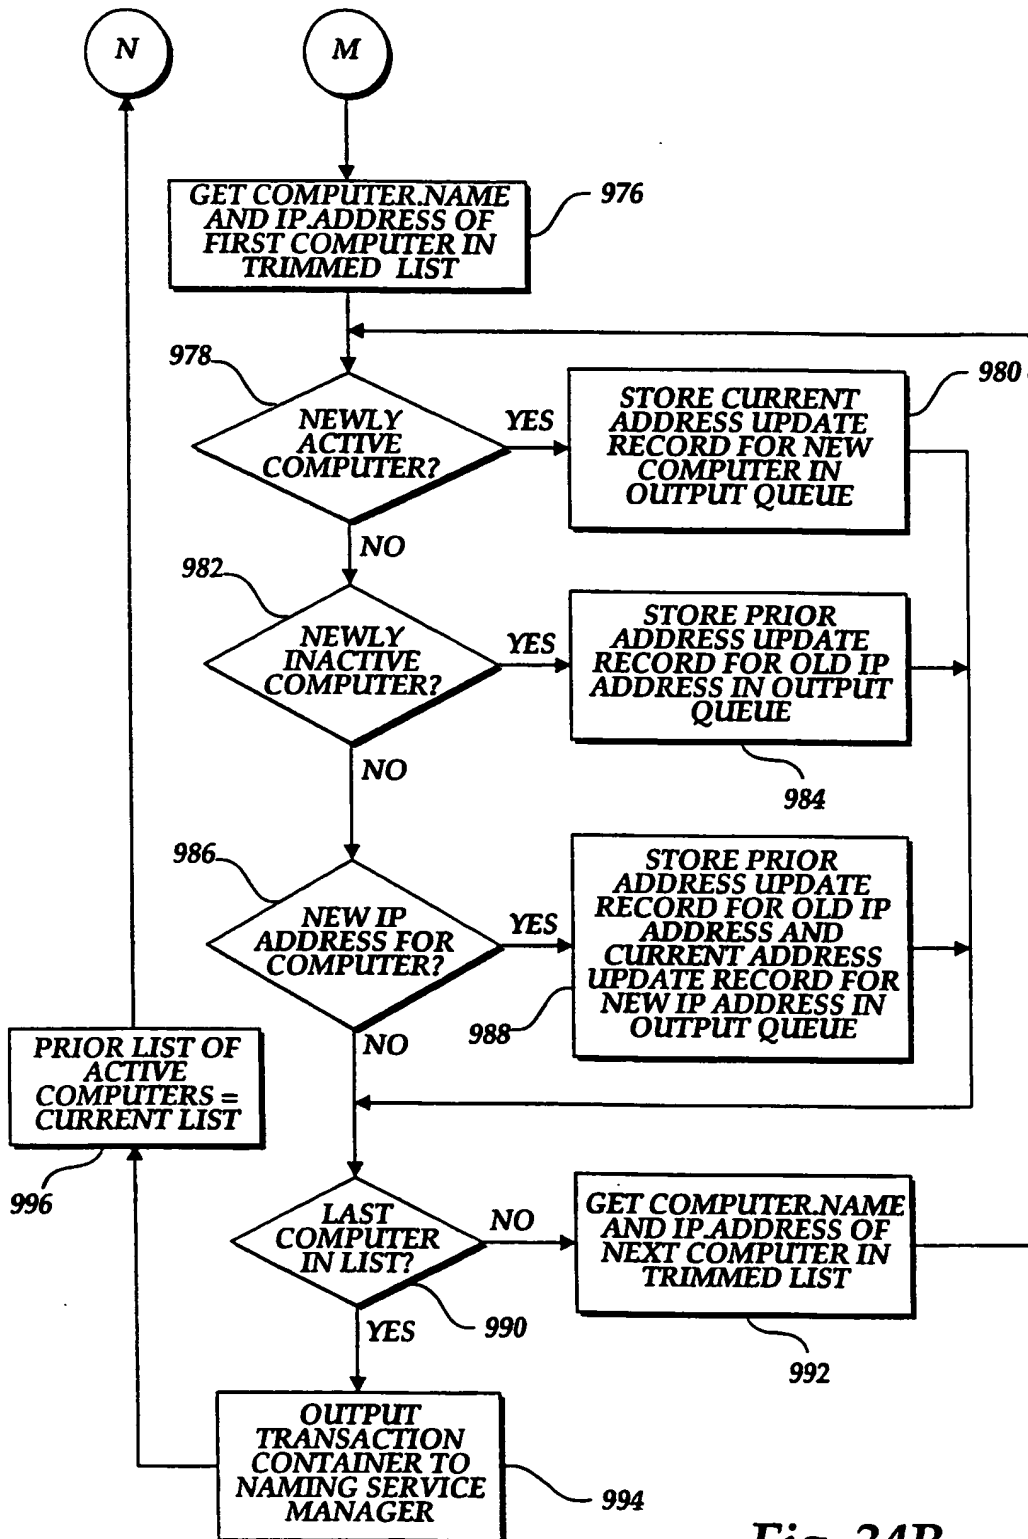 N
M
GET COMPUTER.NAME
AND IP.ADDRESS OF
FIRST COMPUTER IN
TRIMMED LIST
976
978
NEWLY
ACTIVE
COMPUTER?
YES
STORE CURRENT
ADDRESS UPDATE
RECORD FOR NEW
COMPUTER IN
OUTPUT QUEUE
980
NO
982
NEWLY
INACTIVE
COMPUTER?
YES
STORE PRIOR
ADDRESS UPDATE
RECORD FOR OLD IP
ADDRESS IN OUTPUT
QUEUE
984
NO
986
NEW IP
ADDRESS FOR
COMPUTER?
YES
STORE PRIOR
ADDRESS UPDATE
RECORD FOR OLD IP
ADDRESS AND
CURRENT ADDRESS
UPDATE RECORD FOR
NEW IP ADDRESS IN
OUTPUT QUEUE
988
NO
PRIOR LIST OF
ACTIVE
COMPUTERS =
CURRENT LIST
996
LAST
COMPUTER
IN LIST?
NO
GET COMPUTER.NAME
AND IP.ADDRESS OF
NEXT COMPUTER IN
TRIMMED LIST
990
992
YES
OUTPUT
TRANSACTION
CONTAINER TO
NAMING SERVICE
MANAGER
994
Fig. 34B